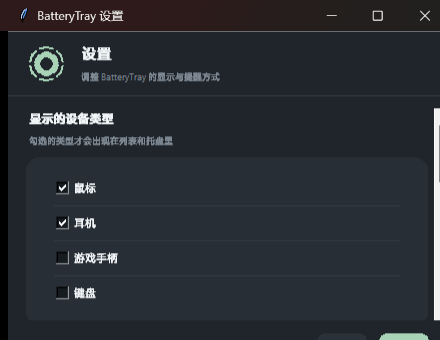 BatteryTray 设置
设置
调整 BatteryTray 的显示与提醒方式
显示的设备类型
勾选的类型才会出现在列表和托盘里
鼠标
耳机
游戏手柄
键盘